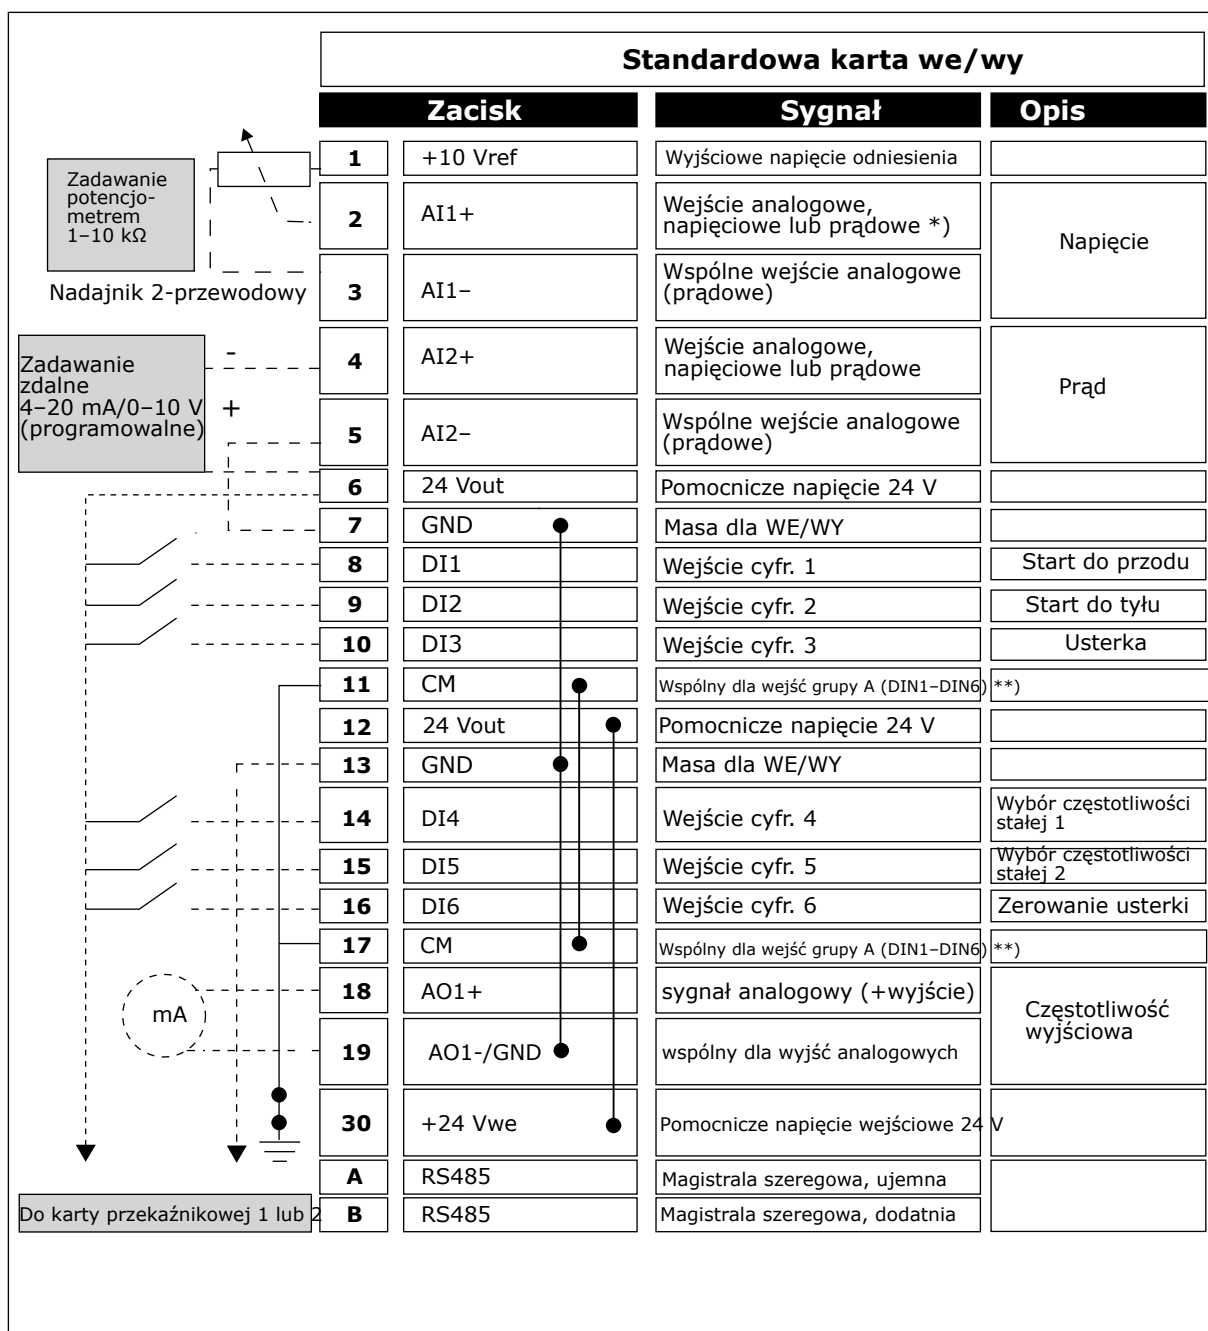 Standardowa karta we/wy
Zacisk Sygnał Opis
Zadawanie
potencjo-
metrem
1–10 kΩ
Nadajnik 2-przewodowy
Zadawanie
zdalne
4–20 mA/0–10 V
(programowalne)
-
+
1 +10 Vref Wyjściowe napięcie odniesienia
2 AI1+ Wejście analogowe,
napięciowe lub prądowe *)
Napięcie
3 AI1– Wspólne wejście analogowe
(prądowe)
4 AI2+ Wejście analogowe,
napięciowe lub prądowe
Prąd
5 AI2– Wspólne wejście analogowe
(prądowe)
6 24 Vout Pomocnicze napięcie 24 V
7 GND Masa dla WE/WY
8 DI1 Wejście cyfr. 1 Start do przodu
9 DI2 Wejście cyfr. 2 Start do tyłu
10 DI3 Wejście cyfr. 3 Usterka
11 CM Wspólny dla wejść grupy A (DIN1–DIN6) **)
12 24 Vout Pomocnicze napięcie 24 V
13 GND Masa dla WE/WY
14 DI4 Wejście cyfr. 4 Wybór częstotliwości
stałej 1
15 DI5 Wejście cyfr. 5 Wybór częstotliwości
stałej 2
16 DI6 Wejście cyfr. 6 Zerowanie usterki
17 CM Wspólny dla wejść grupy A (DIN1–DIN6) **)
18 AO1+ sygnał analogowy (+wyjście)
Częstotliwość
wyjściowa
mA
19 AO1-/GND wspólny dla wyjść analogowych
30 +24 Vwe Pomocnicze napięcie wejściowe 24 V
A RS485 Magistrala szeregowa, ujemna
Do karty przekaźnikowej 1 lub 2
B RS485 Magistrala szeregowa, dodatnia